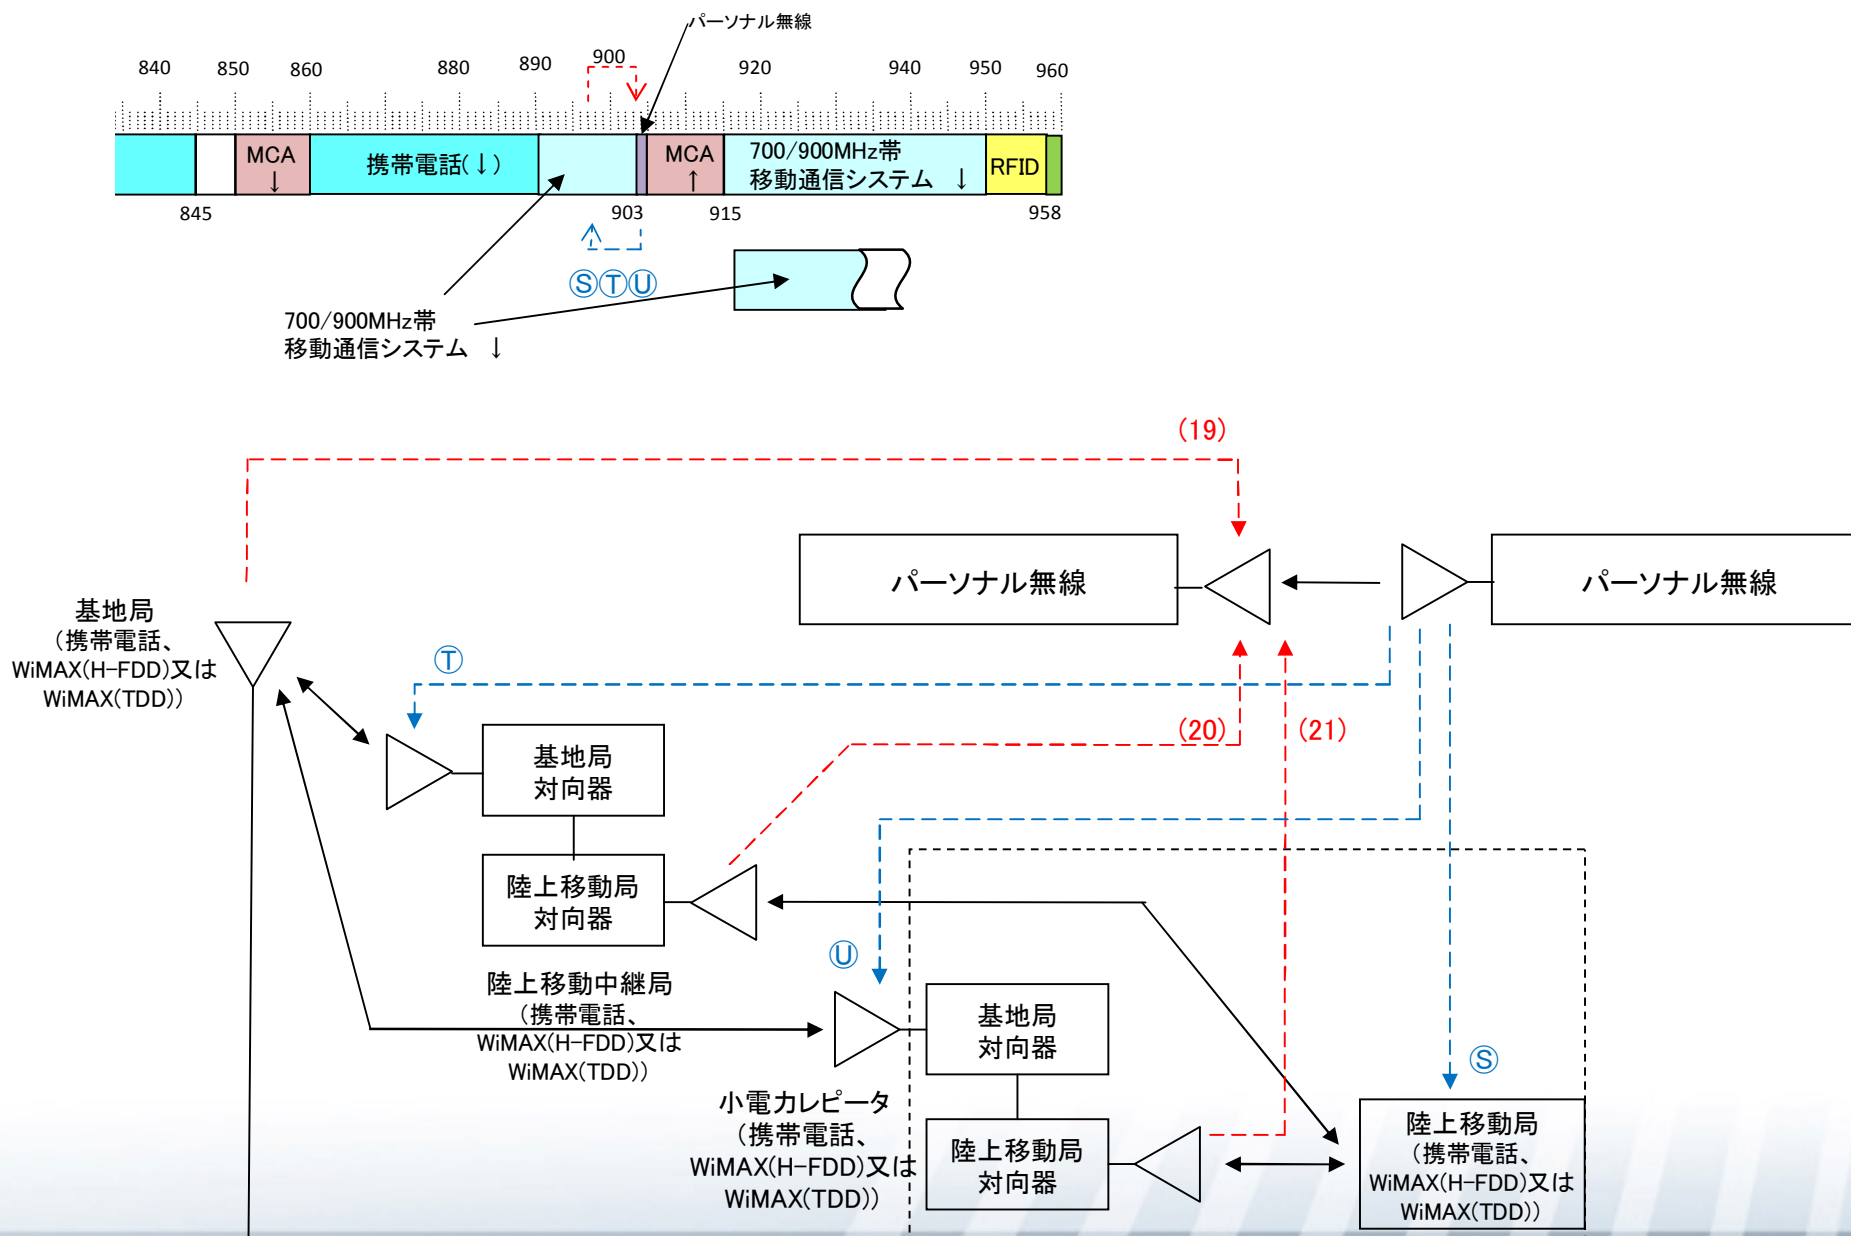 パーソナル無線
840 850 860 880 890 900 920 940 950 960
MCA
↓
携帯電話(↓)
MCA
↑
700/900MHz帯
移動通信システム ↓
RFID
845 903 915 958
ⓈⓉⓊ
700/900MHz帯
移動通信システム ↓
(19)
パーソナル無線
パーソナル無線
基地局
(携帯電話、
WiMAX(H-FDD)又は
WiMAX(TDD))
Ⓣ
(20)
(21)
基地局
対向器
陸上移動局
対向器
陸上移動中継局
(携帯電話、
WiMAX(H-FDD)又は
WiMAX(TDD))
Ⓤ
基地局
対向器
Ⓢ
小電力レピータ
(携帯電話、
WiMAX(H-FDD)又は
WiMAX(TDD))
陸上移動局
対向器
陸上移動局
(携帯電話、
WiMAX(H-FDD)又は
WiMAX(TDD))